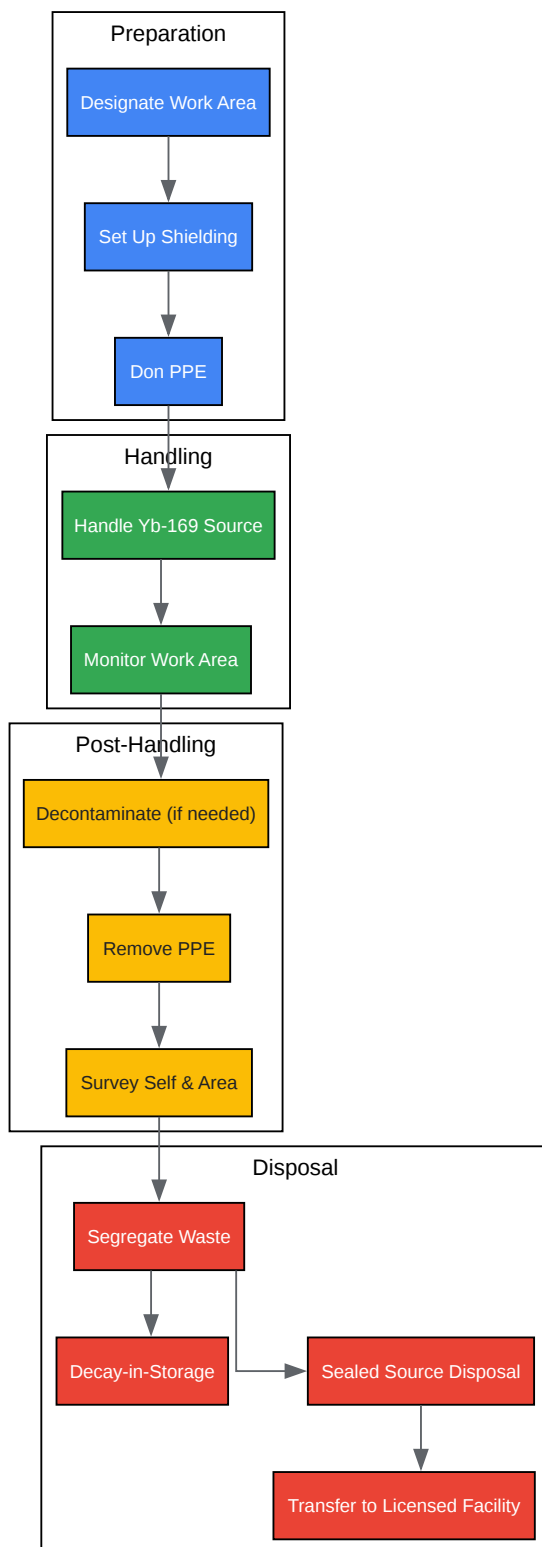 Preparation
Designate Work Area
Set Up Shielding
Don PPE
Handling
Handle Yb-169 Source
Monitor Work Area
Post-Handling
Decontaminate (if needed)
Remove PPE
Survey Self & Area
Disposal
Segregate Waste
Decay-in-Storage
Sealed Source Disposal
Transfer to Licensed Facility